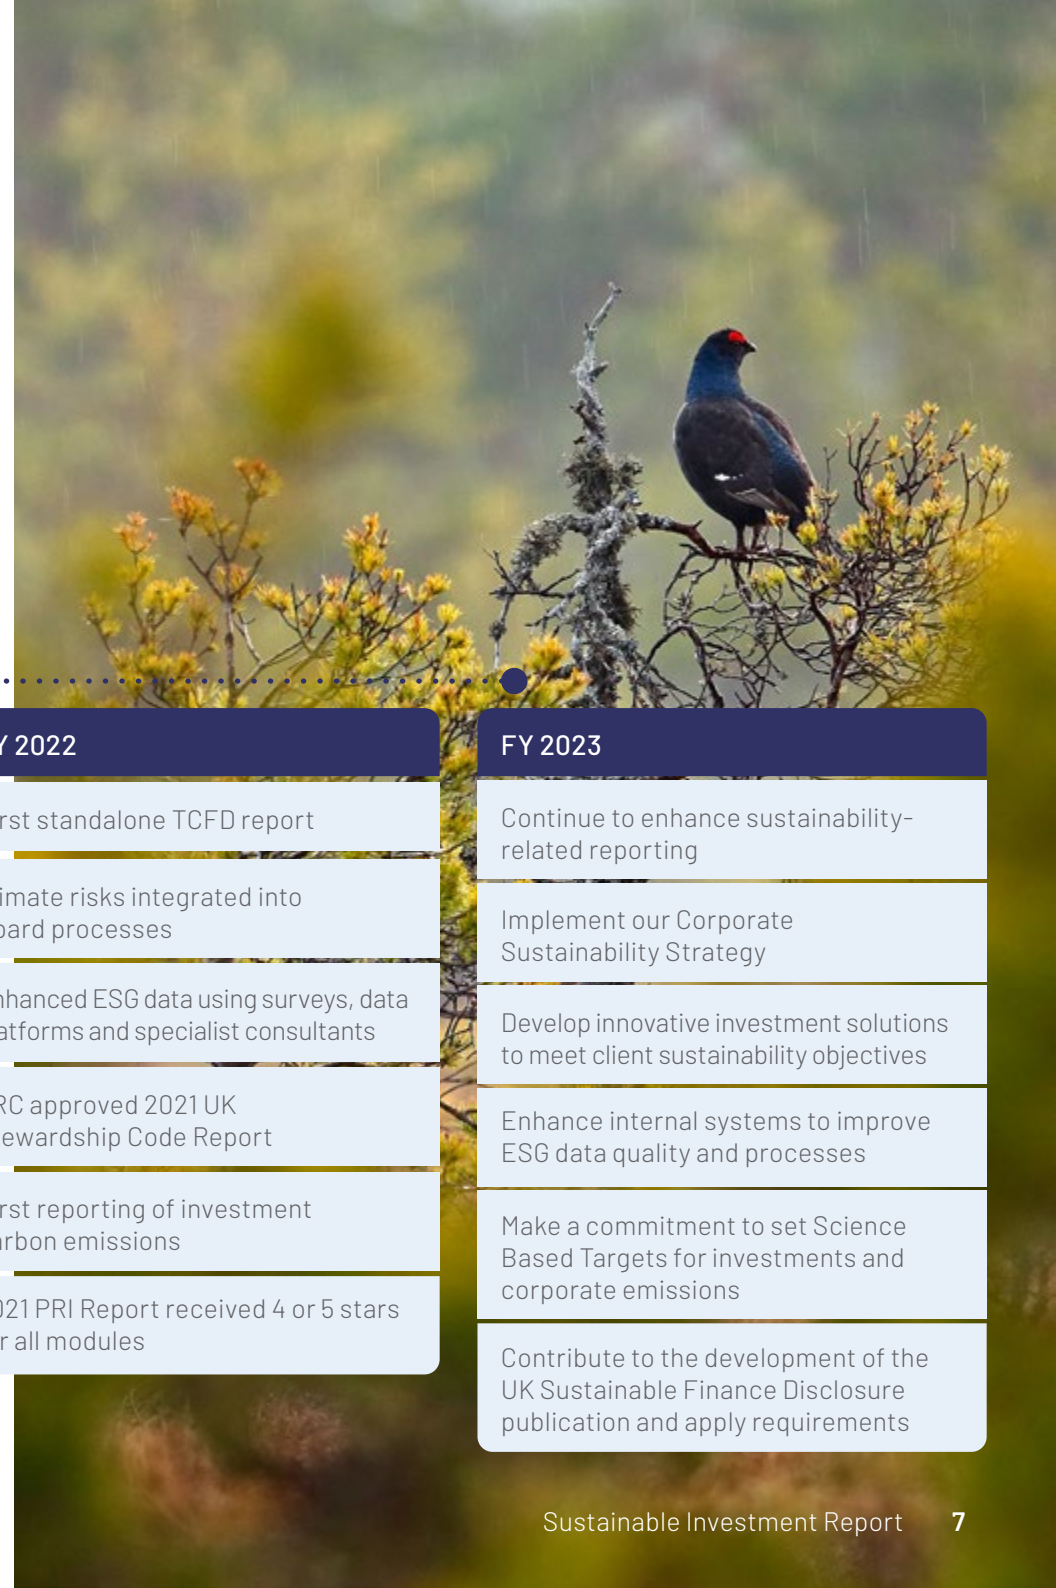 Y 2022
rst standalone TCFD report
imate risks integrated into
oard processes
nhanced ESG data using surveys, data
atforms and specialist consultants
RC approved 2021 UK
ewardship Code Report
rst reporting of investment
arbon emissions
021 PRI Report received 4 or 5 stars
r all modules
FY 2023
Continue to enhance sustainability-
related reporting
Implement our Corporate
Sustainability Strategy
Develop innovative investment solutions
to meet client sustainability objectives
Enhance internal systems to improve
ESG data quality and processes
Make a commitment to set Science
Based Targets for investments and
corporate emissions
Contribute to the development of the
UK Sustainable Finance Disclosure
publication and apply requirements
Sustainable Investment Report 7